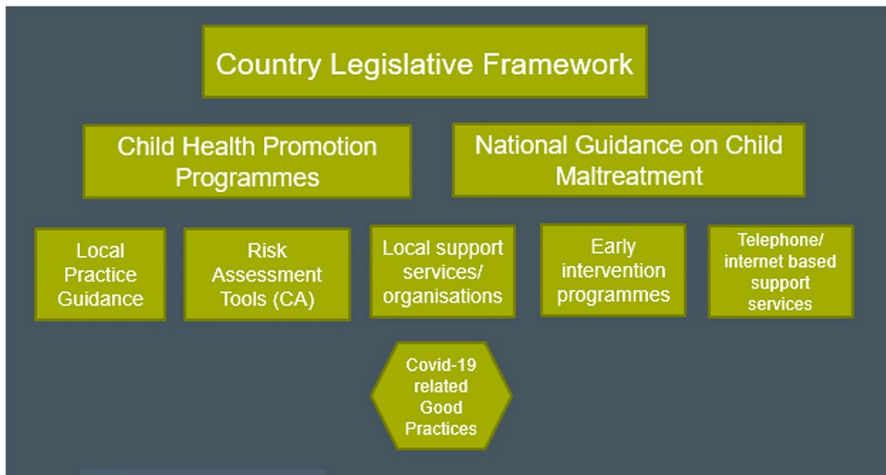 Country Legislative Framework
Child Health Promotion
Programmes
National Guidance on Child
Maltreatment
Local
Practice
Guidance
Risk
Assessment
Tools (CA)
Local support
services/
organisations
Early
intervention
programmes
Telephone/
internet based
support
services
Covid-19
related
Good
Practices